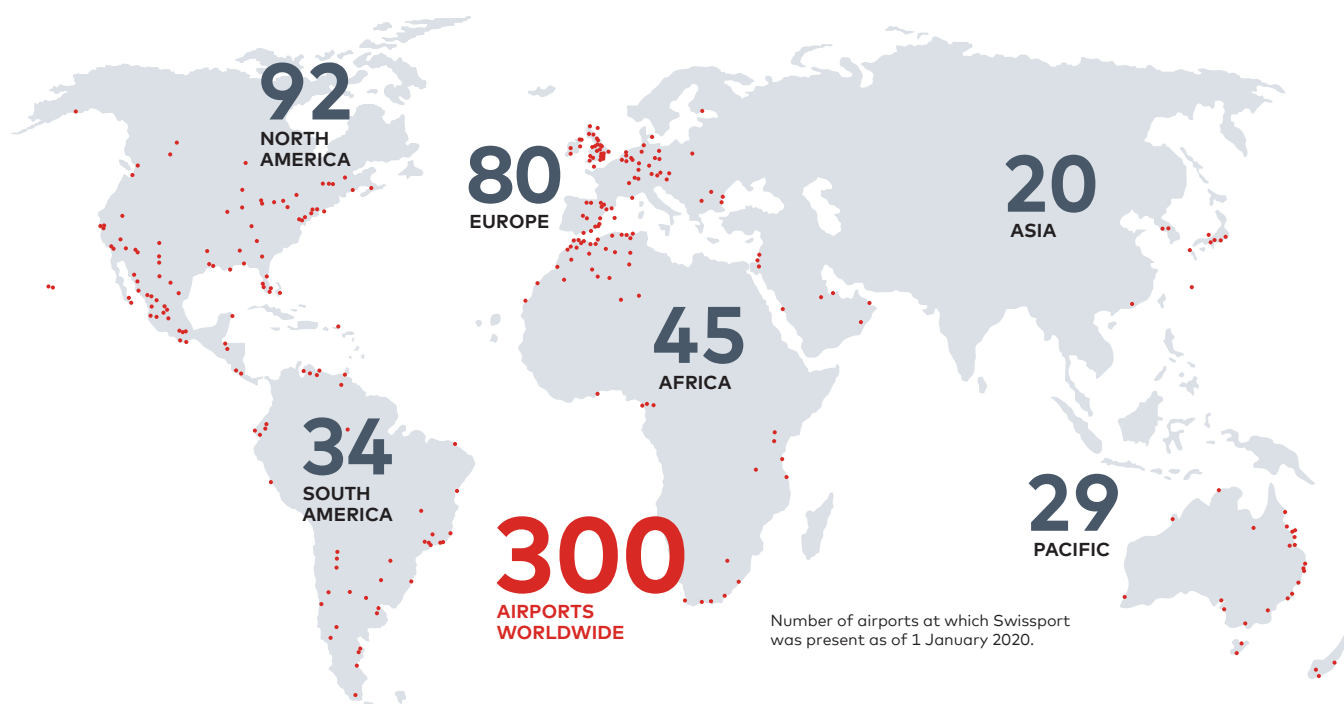 92
NORTH
AMERICA
80
EUROPE
20
ASIA
45
AFRICA
34
SOUTH
AMERICA
29
PACIFIC
300
AIRPORTS
WORLDWIDE
Number of airports at which Swissport
was present as of 1 January 2020.